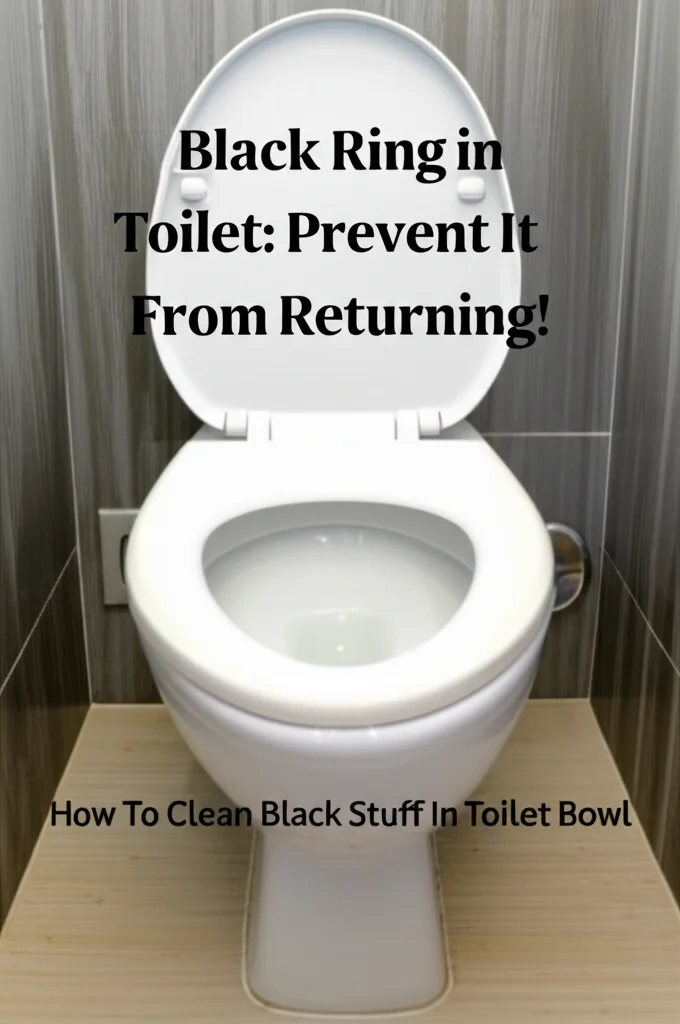 Black Ring in
Toilet: Prevent It
From Returning!
How To Clean Black Stuff In Toilet Bowl